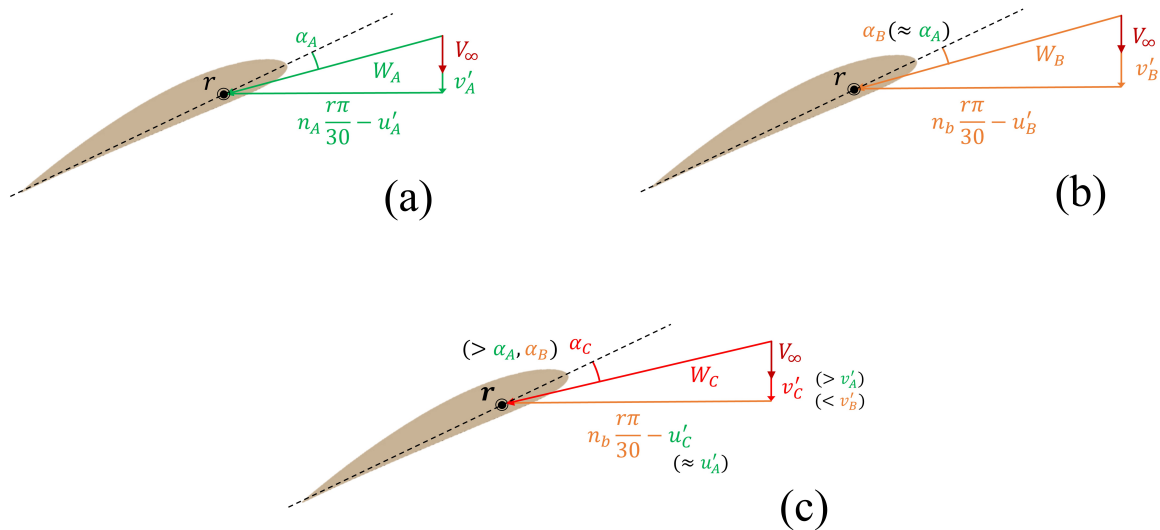 α_A
V_∞
r
W_A
v'_A
n_A rπ/30 − u'_A
(a)
α_B(≈ α_A)
V_∞
r
W_B
v'_B
n_b rπ/30 − u'_B
(b)
(> α_A, α_B) α_C
V_∞
r
W_C
v'_C (> v'_A)
(< v'_B)
n_b rπ/30 − u'_C
(≈ u'_A)
(c)